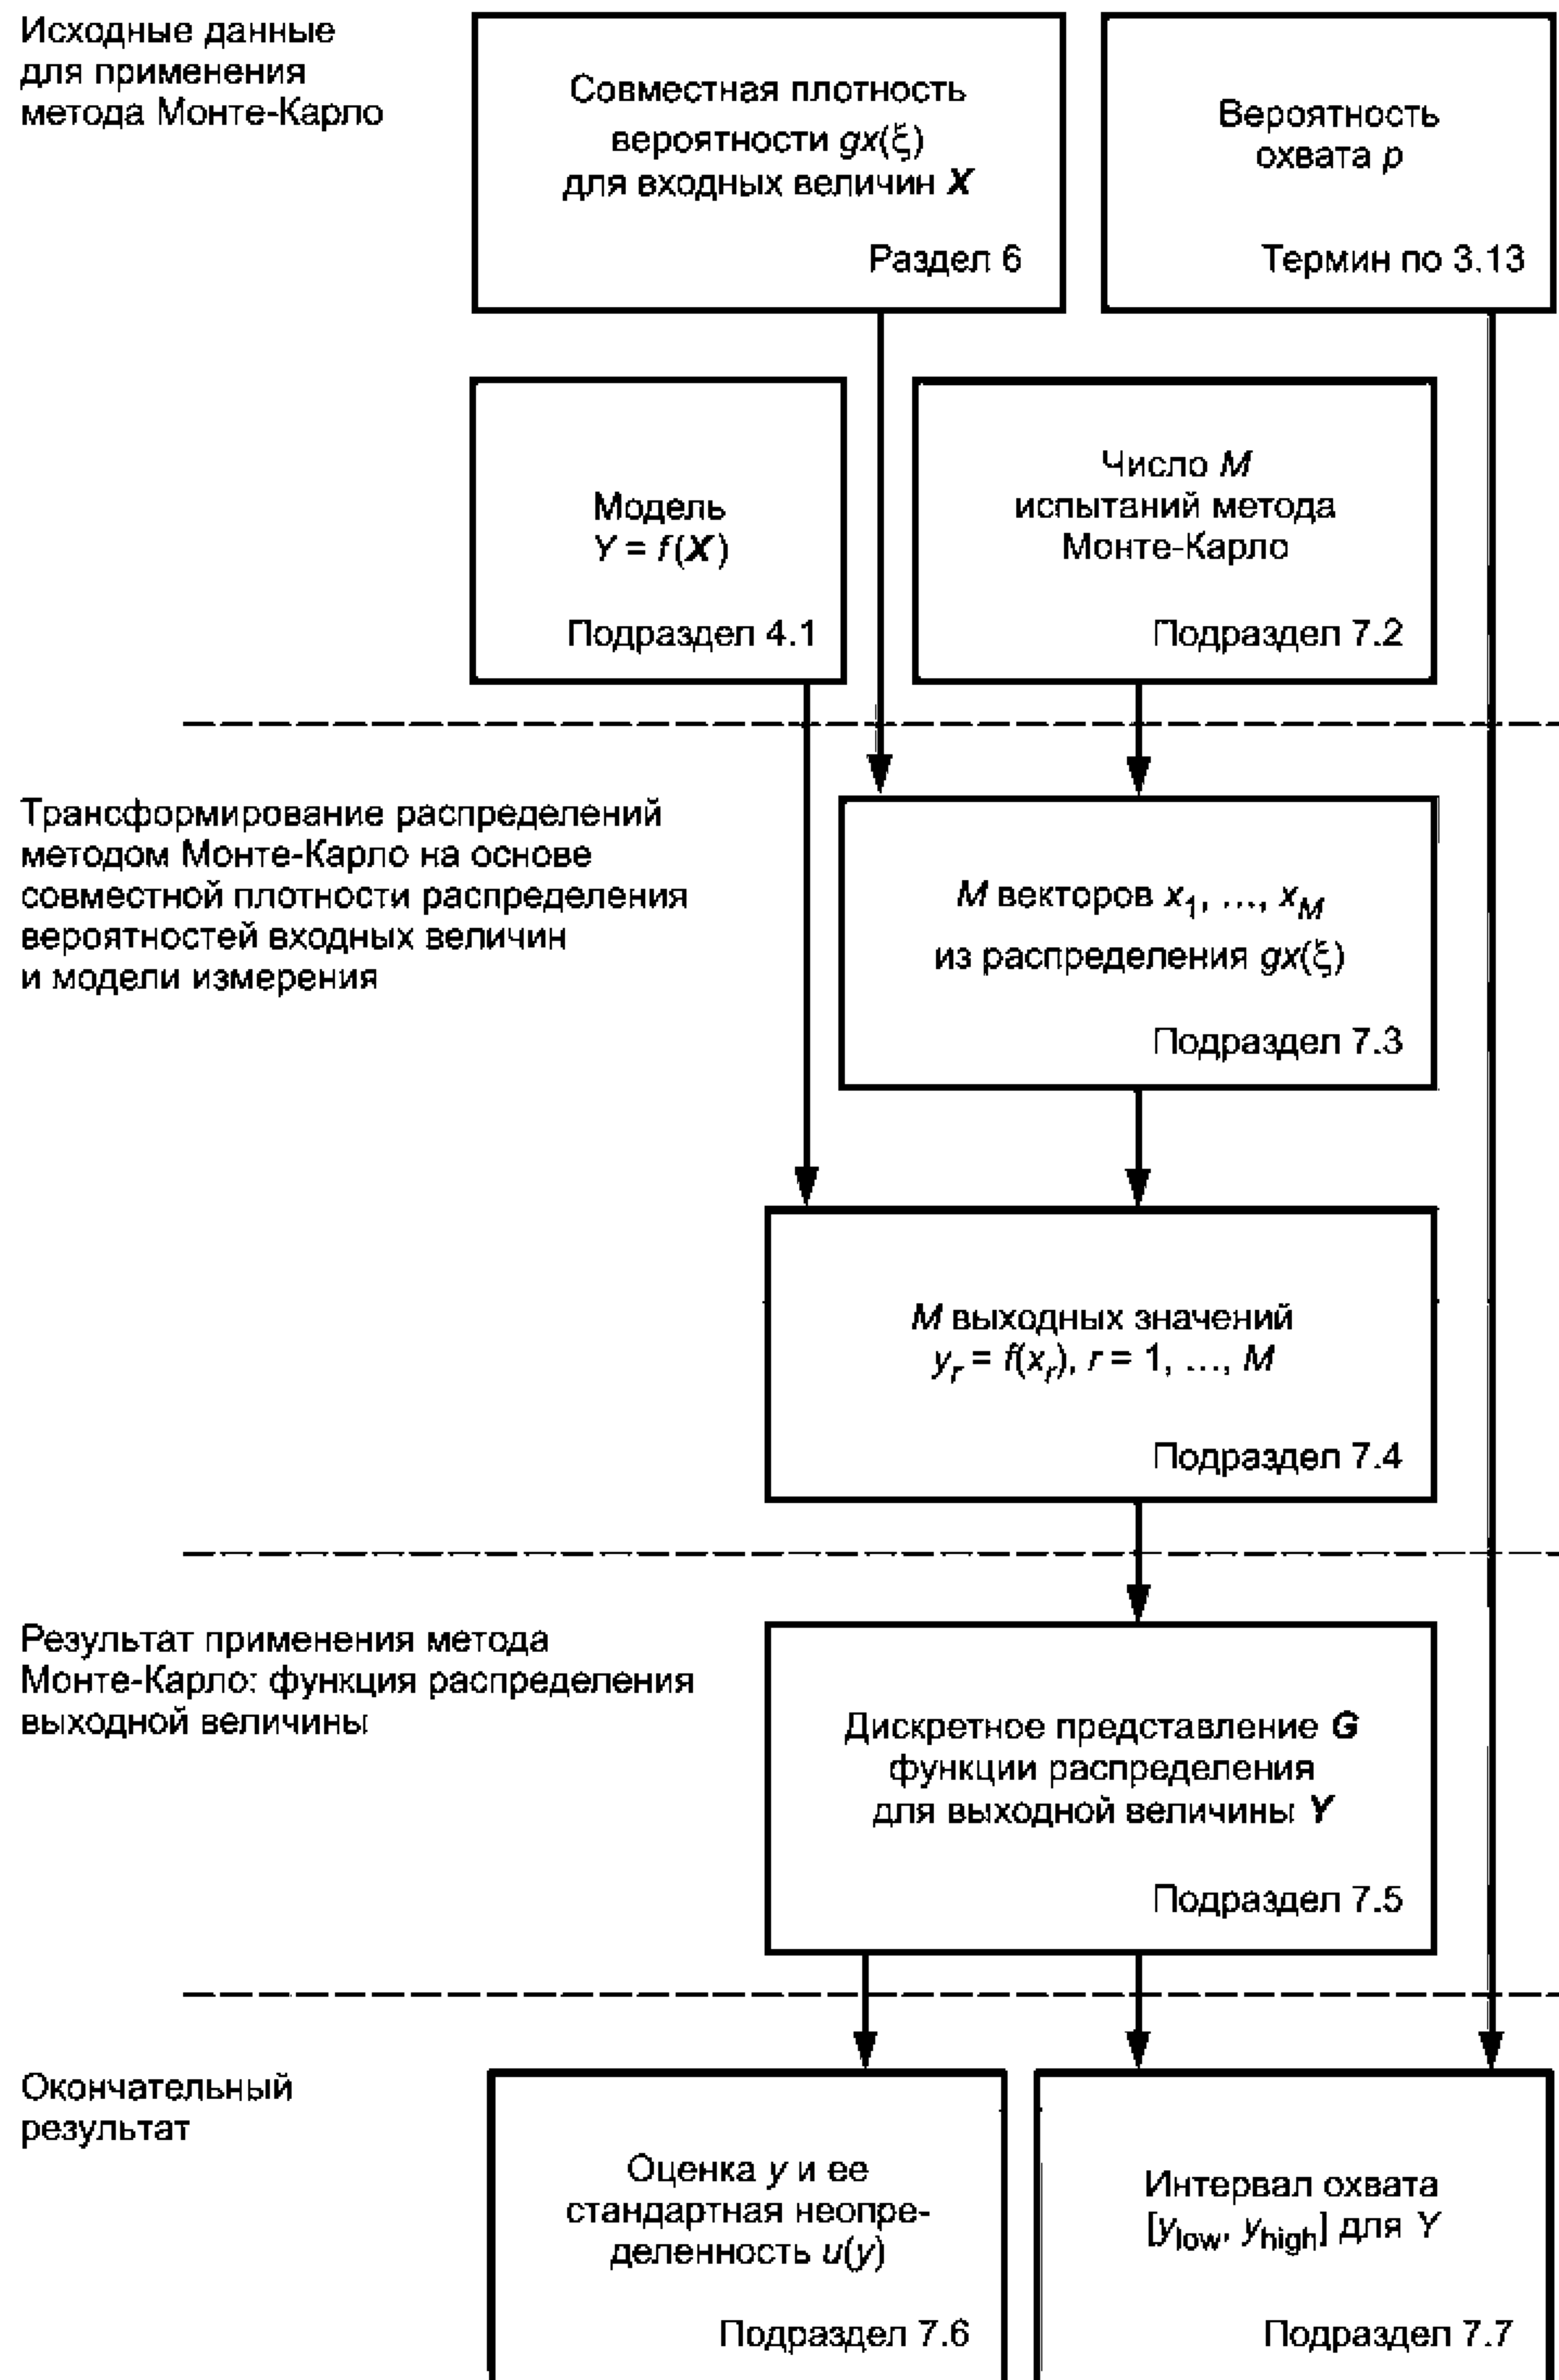 Исходные данные
для применения
метода Монте-Карло
Совместная плотность
вероятности gx(ξ)
для входных величин X
Раздел 6
Вероятность
охвата p
Термин по 3.13
Модель
Y = f(X)
Подраздел 4.1
Число M
испытаний метода
Монте-Карло
Подраздел 7.2
Трансформирование распределений
методом Монте-Карло на основе
совместной плотности распределения
вероятностей входных величин
и модели измерения
M векторов x1, ..., xM
из распределения gx(ξ)
Подраздел 7.3
M выходных значений
yr = f(xr), r = 1, ..., M
Подраздел 7.4
Результат применения метода
Монте-Карло: функция распределения
выходной величины
Дискретное представление G
функции распределения
для выходной величины Y
Подраздел 7.5
Окончательный
результат
Оценка y и ее
стандартная неопре-
деленность u(y)
Подраздел 7.6
Интервал охвата
[ylow, yhigh] для Y
Подраздел 7.7